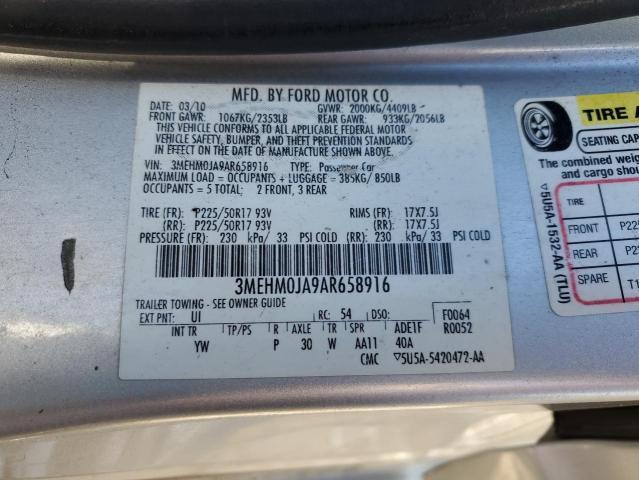 MFD. BY FORD MOTOR CO.
DATE: 03/10 GVWR: 2000KG/4409LB
FRONT GAWR: 1067KG/2353LB REAR GAWR: 933KG/2056LB
THIS VEHICLE CONFORMS TO ALL APPLICABLE FEDERAL MOTOR
VEHICLE SAFETY, BUMPER, AND THEFT PREVENTION STANDARDS
IN EFFECT ON THE DATE OF MANUFACTURE SHOWN ABOVE.
VIN: 3MEHM0JA9AR658916 TYPE: Passenger Car
MAXIMUM LOAD = OCCUPANTS + LUGGAGE = 385KG/850LB
OCCUPANTS = 5 TOTAL: 2 FRONT, 3 REAR
TIRE (FR): P225/50R17 93V RIMS (FR): 17X7.5J
(RR): P225/50R17 93V (RR): 17X7.5J
PRESSURE (FR): 230 kPa/33 PSI COLD (RR): 230 kPa/33 PSI COLD
3MEHM0JA9AR658916
TRAILER TOWING - SEE OWNER GUIDE
EXT PNT: UI RC: 54 DSO: F0064
INT TR TP/PS R AXLE TR SPR ADE1F R0052
YW P 30 W AA11 40A
CMC ▽5U5A-5420472-AA
TIRE A
SEATING CAP
The combined weig
and cargo shou
TIRE
FRONT P22
REAR P22
SPARE T1
▽5U5A-1532-AA (TLU)